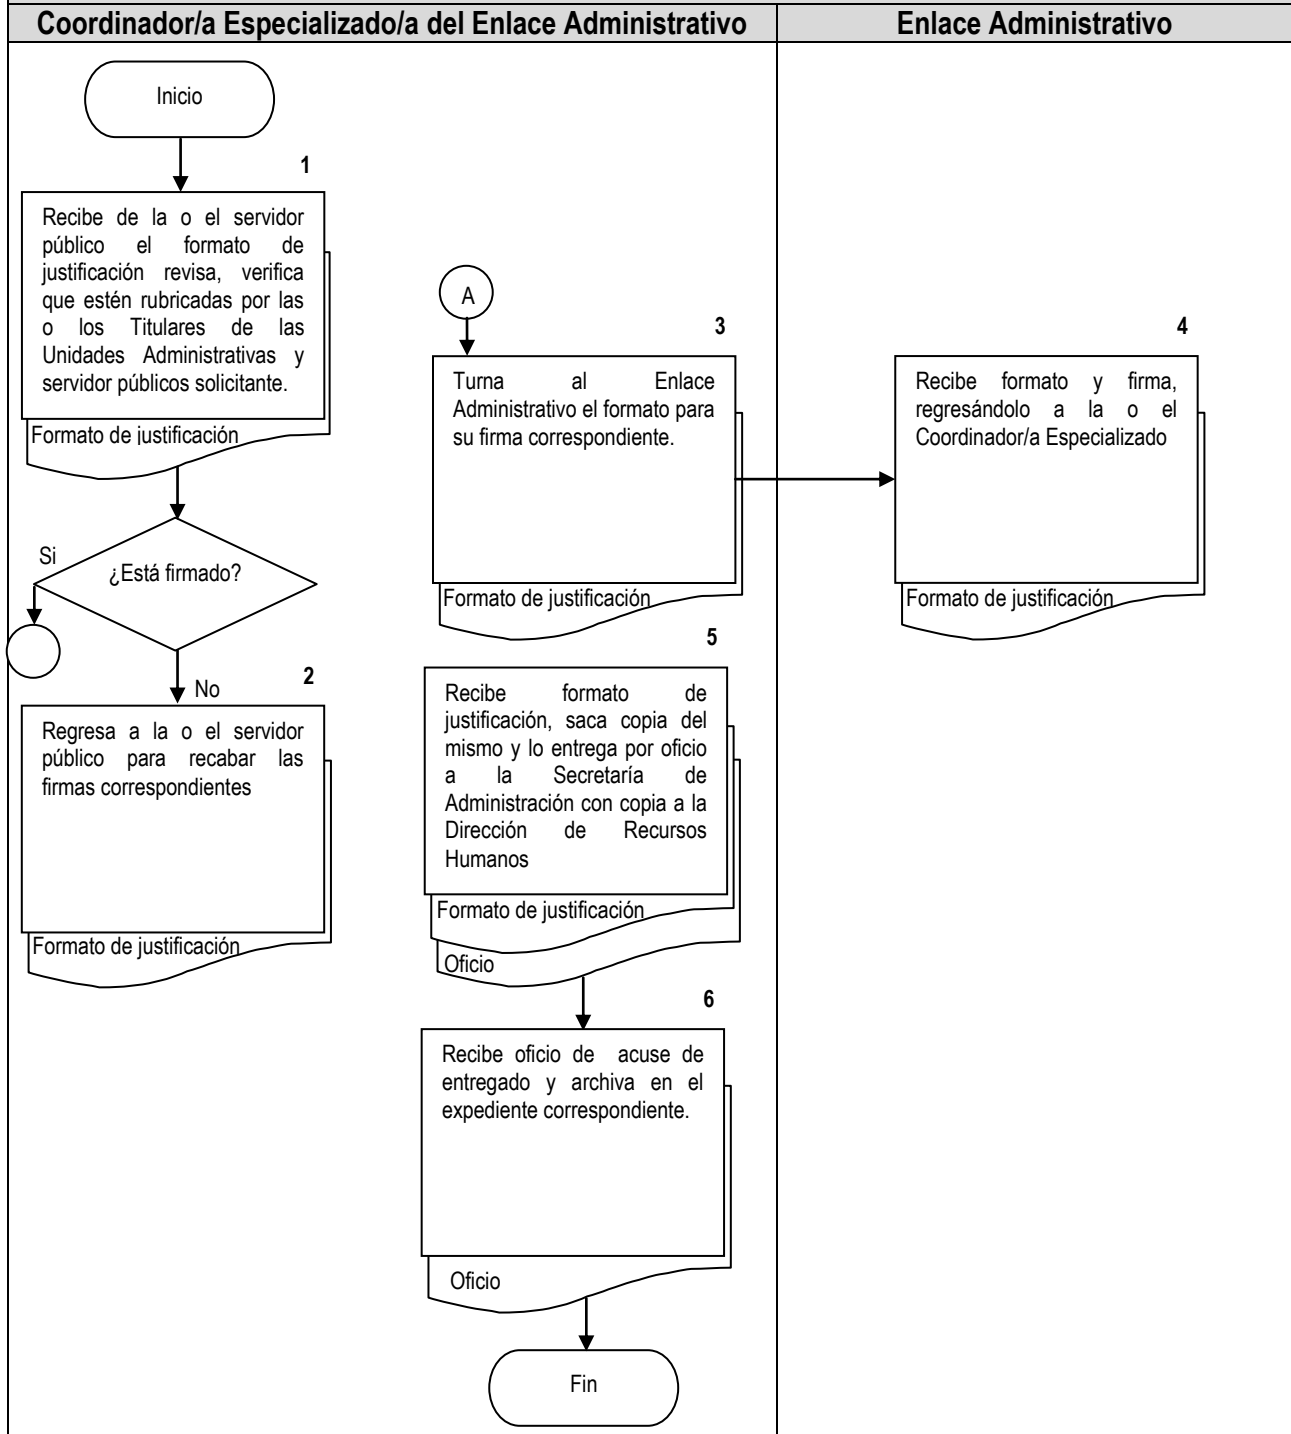 Coordinador/a Especializado/a del Enlace Administrativo
Enlace Administrativo
Inicio
1
Recibe de la o el servidor
público el formato de
justificación revisa, verifica
que estén rubricadas por las
o los Titulares de las
Unidades Administrativas y
servidor públicos solicitante.
Formato de justificación
¿Está firmado?
Si
No
2
Regresa a la o el servidor
público para recabar las
firmas correspondientes
Formato de justificación
A
3
Turna al Enlace
Administrativo el formato para
su firma correspondiente.
Formato de justificación
4
Recibe formato y firma,
regresándolo a la o el
Coordinador/a Especializado
Formato de justificación
5
Recibe formato de
justificación, saca copia del
mismo y lo entrega por oficio
a la Secretaría de
Administración con copia a la
Dirección de Recursos
Humanos
Formato de justificación
Oficio
6
Recibe oficio de acuse de
entregado y archiva en el
expediente correspondiente.
Oficio
Fin